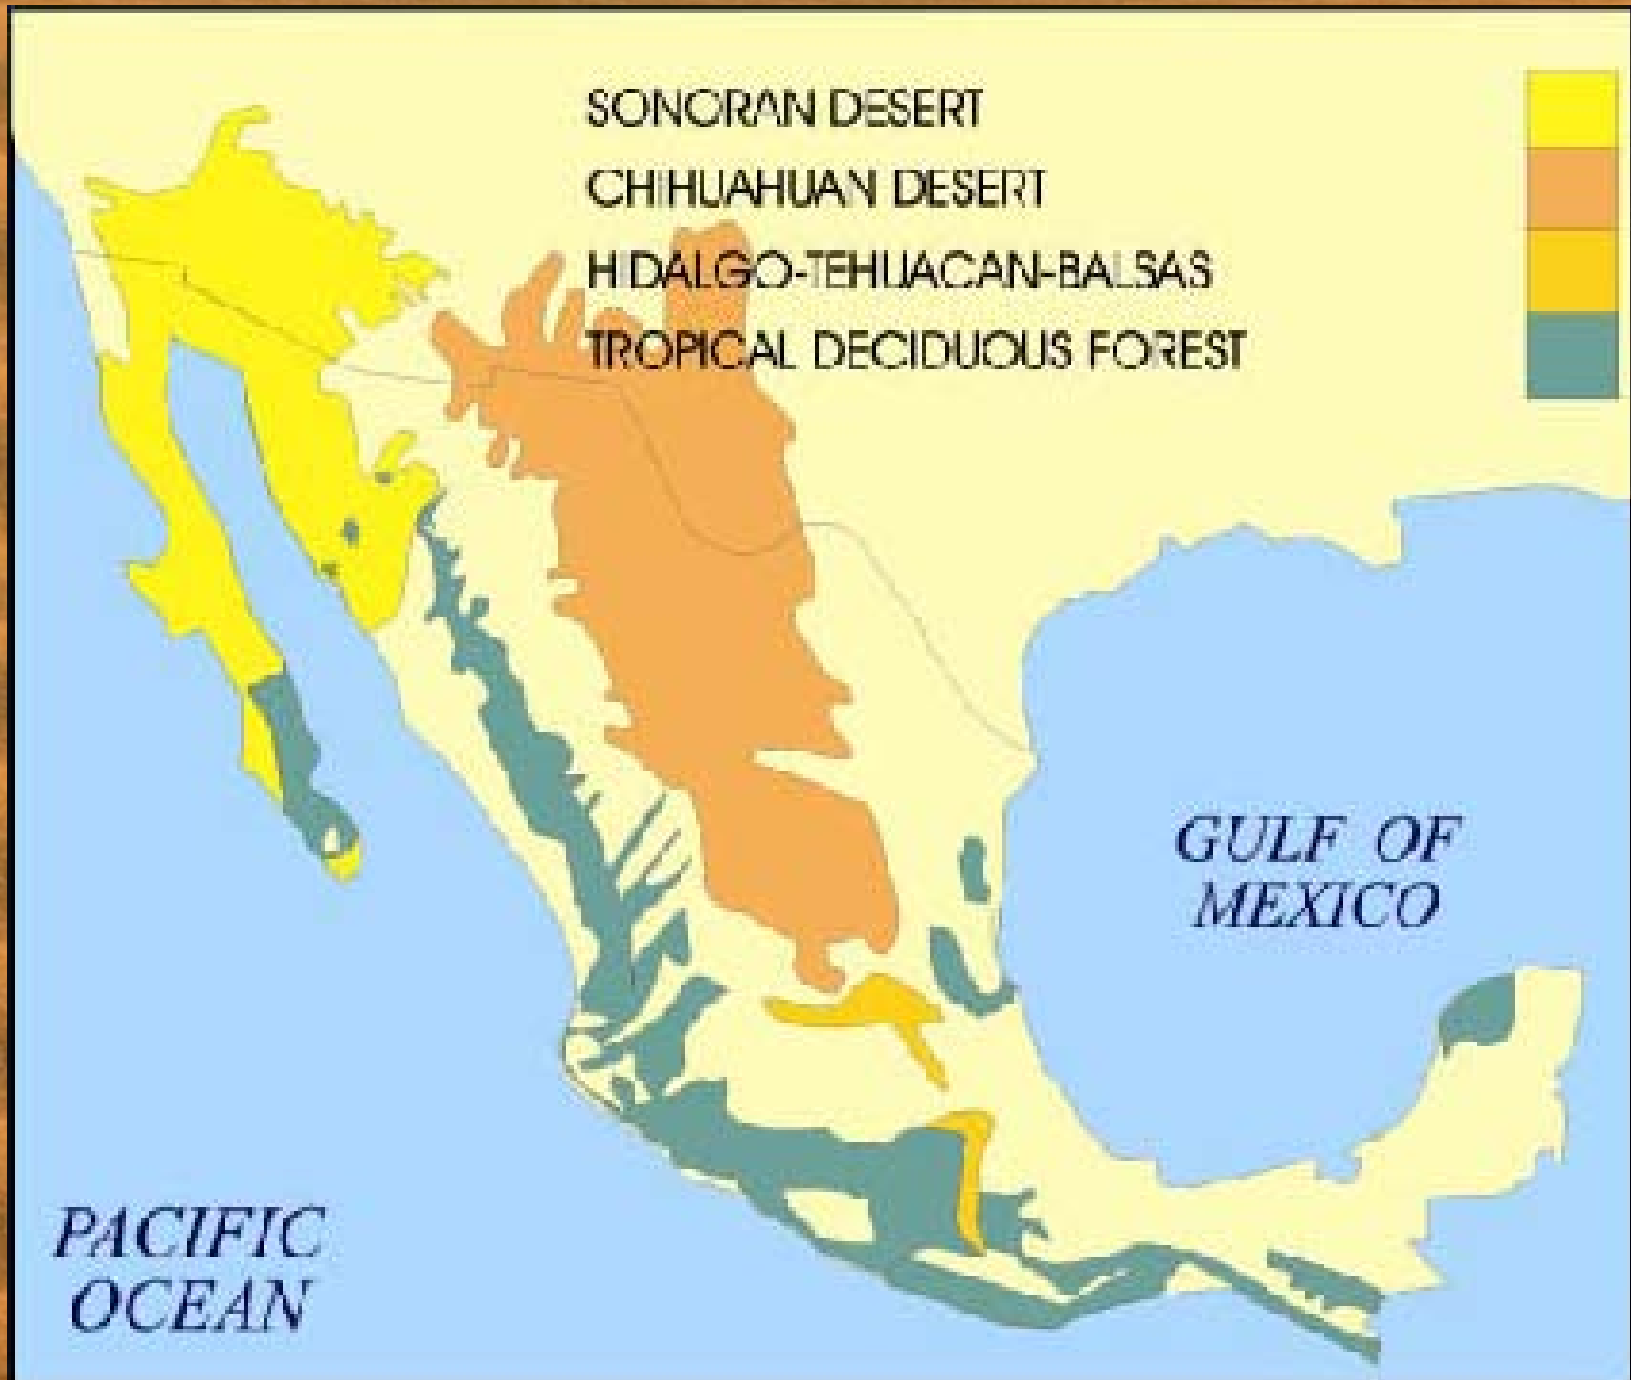 SONORAN DESERT
CHIHUAHUAN DESERT
HIDALGO-TEHUACAN-BALSAS
TROPICAL DECIDUOUS FOREST
GULF OF
MEXICO
PACIFIC
OCEAN